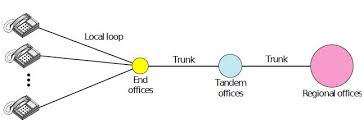 Local loop
Trunk
Trunk
End
offices
Tandem
offices
Regional offices